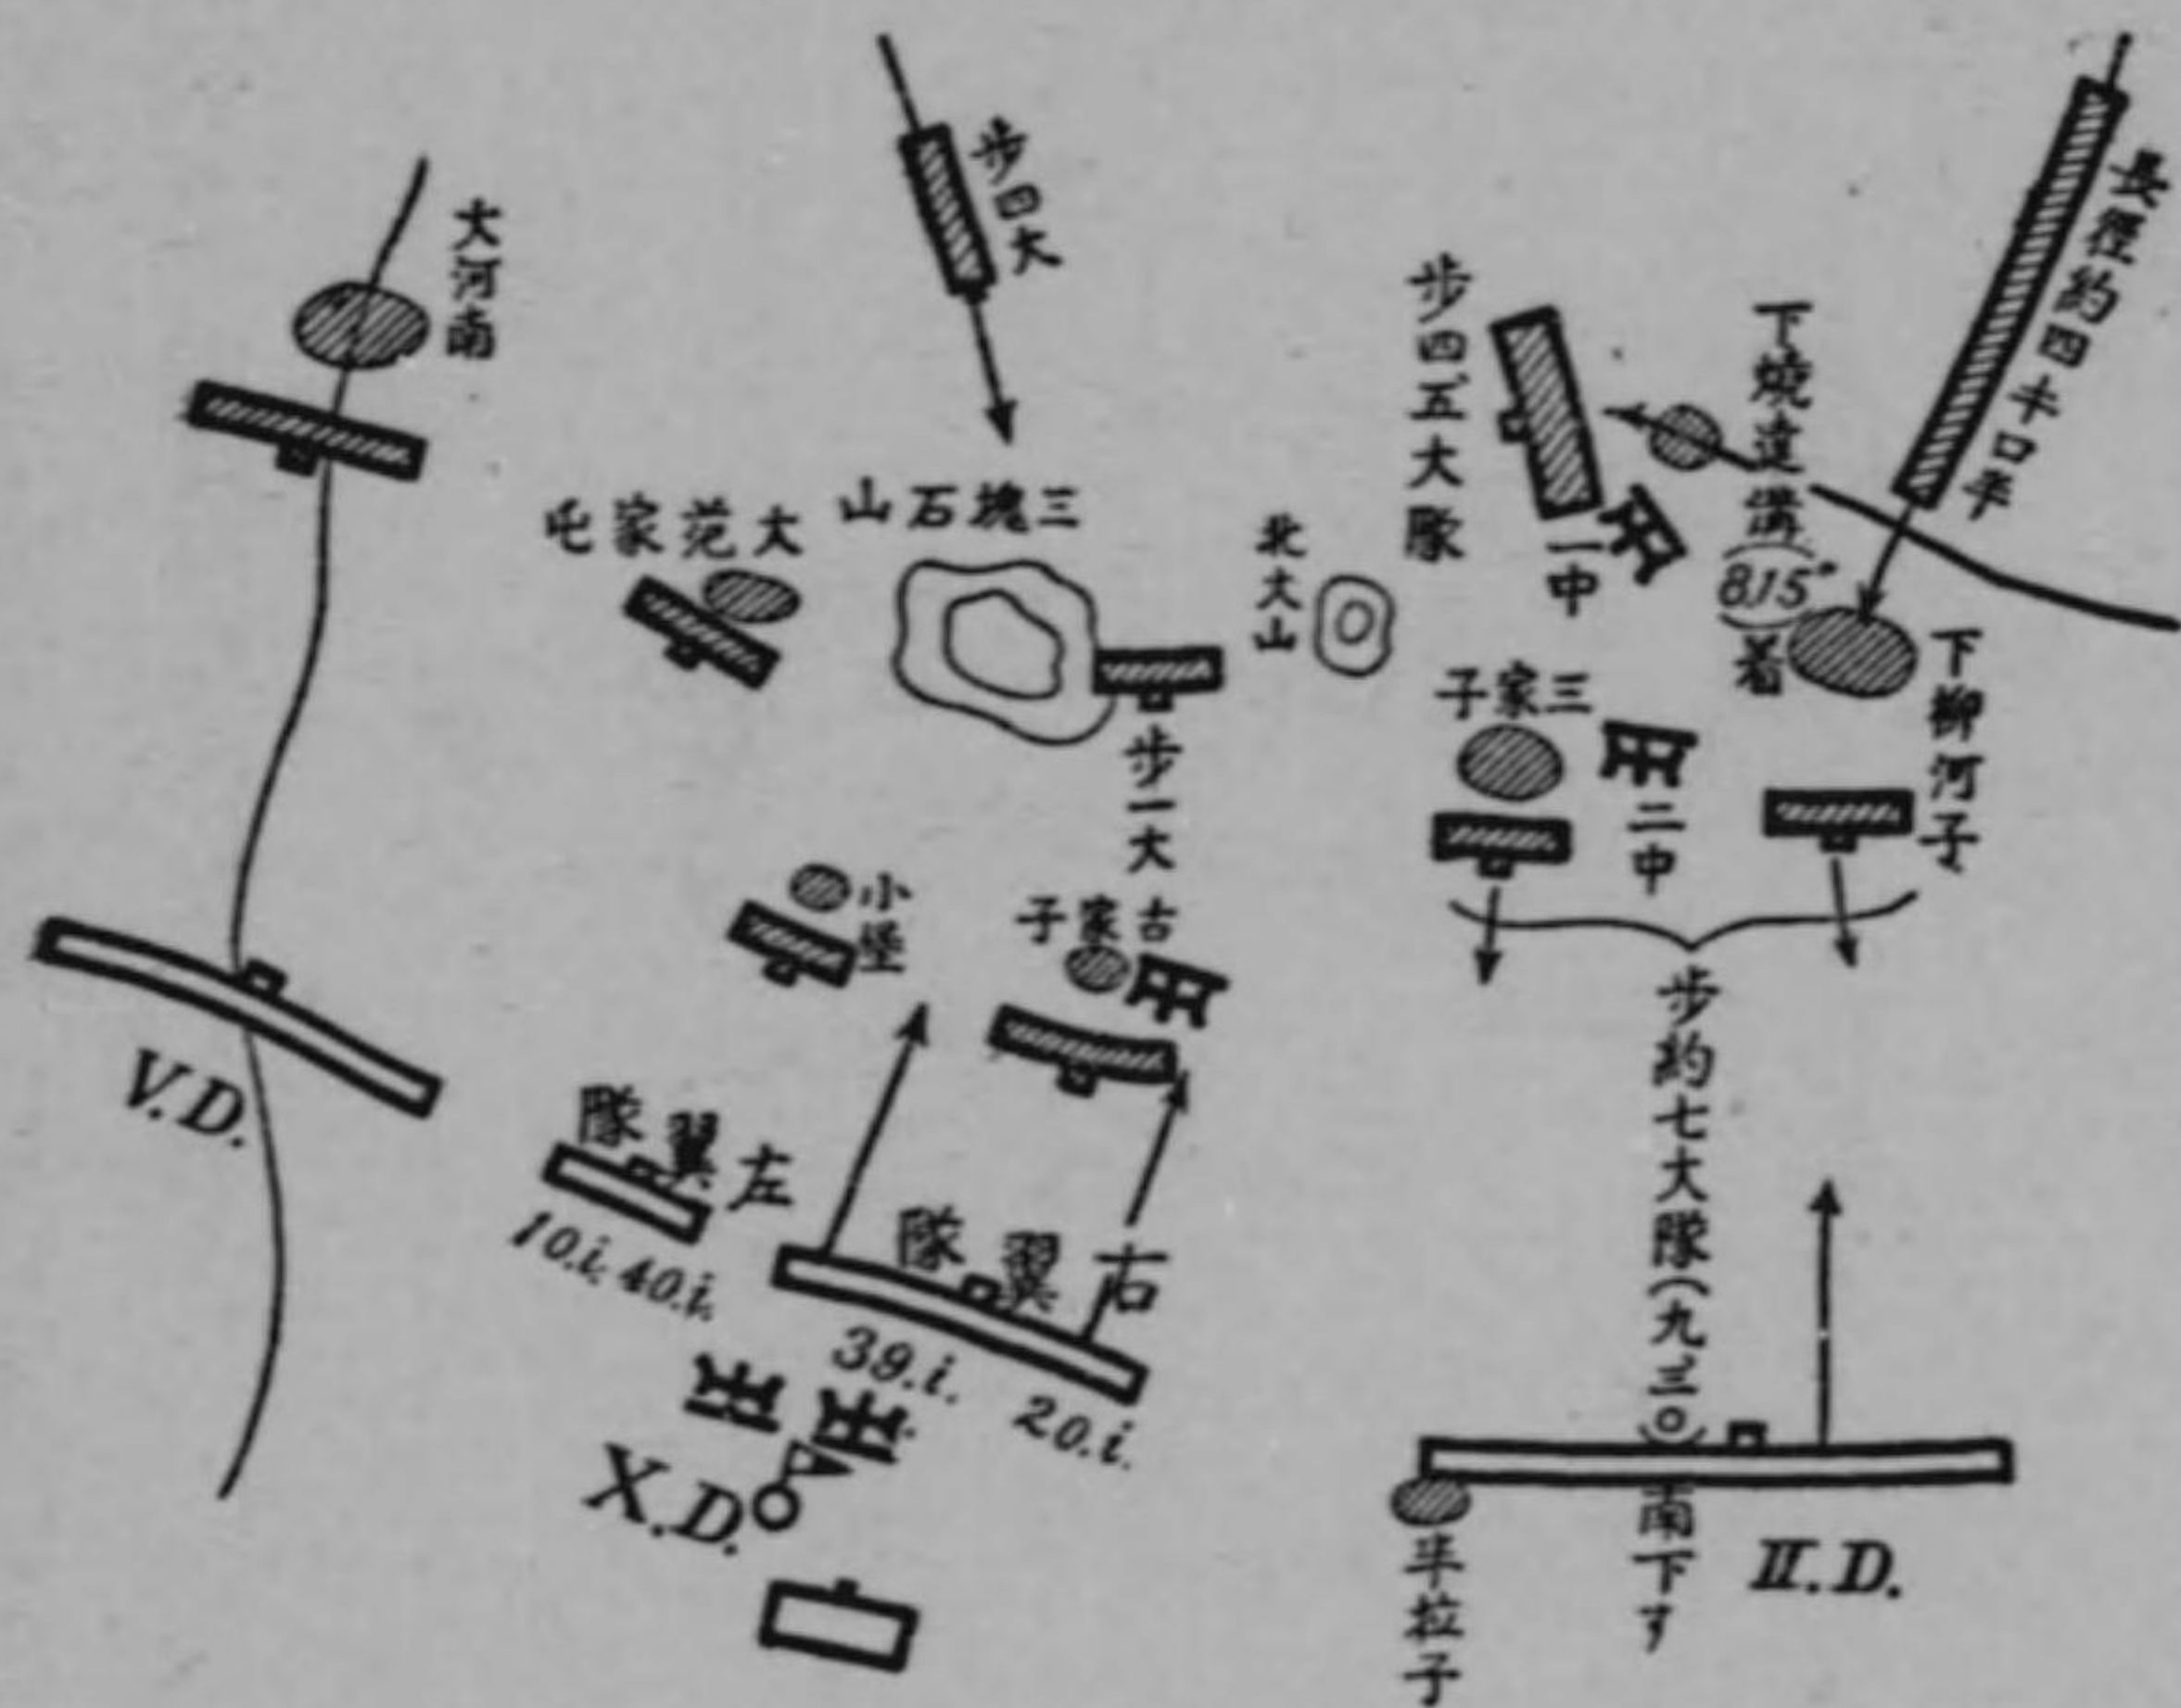 大河南
步四大
長徑約四キロ半
步四、五大隊
一中
下燒達溝
(8.15'着)
三塊石山
大范家屯
北大山
下柳河子
三家子
二中
步一大
小堡
古家子
步約七大隊(九、三〇)南下す
V.D.
左翼隊
10.i. 40.i.
右翼隊
39.i.
20.i.
X.D.
II.D.
半拉子